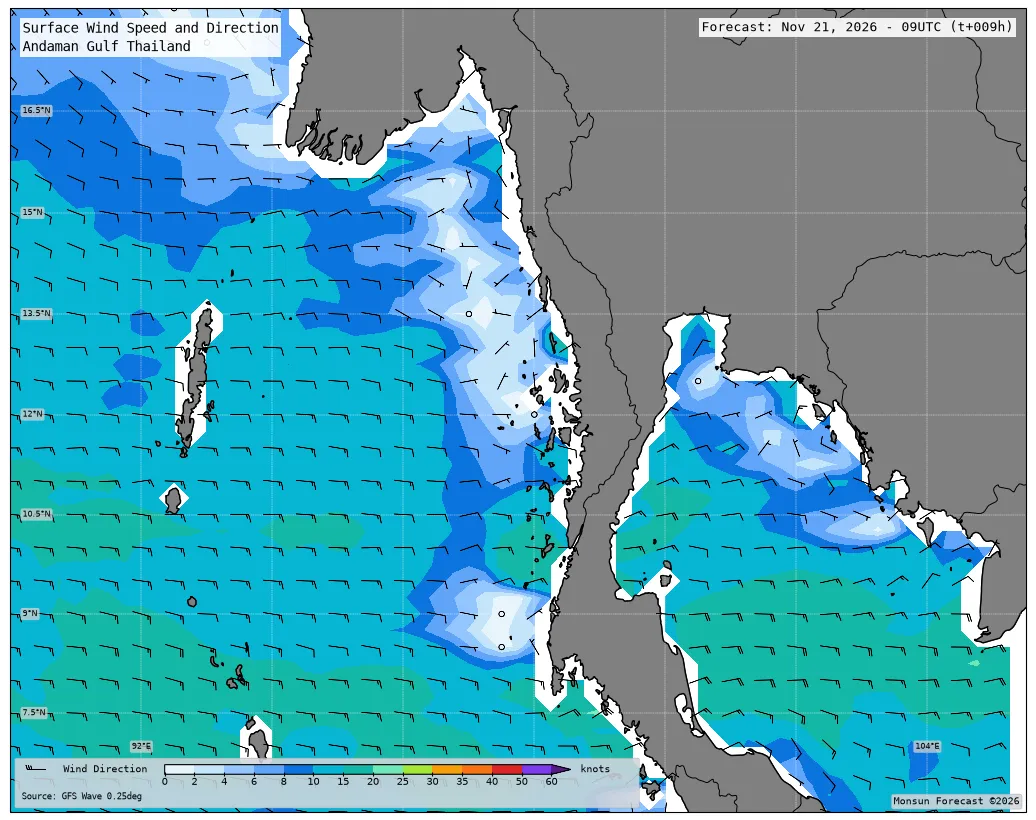 Surface Wind Speed and Direction
Andaman Gulf Thailand
Forecast: Nov 21, 2026 - 09UTC (t+009h)
16.5°N
15°N
13.5°N
12°N
10.5°N
9°N
7.5°N
92°E
104°E
Wind Direction
knots
0 2 4 6 8 10 15 20 25 30 35 40 50 60
Source: GFS Wave 0.25deg
Monsun Forecast ©2026